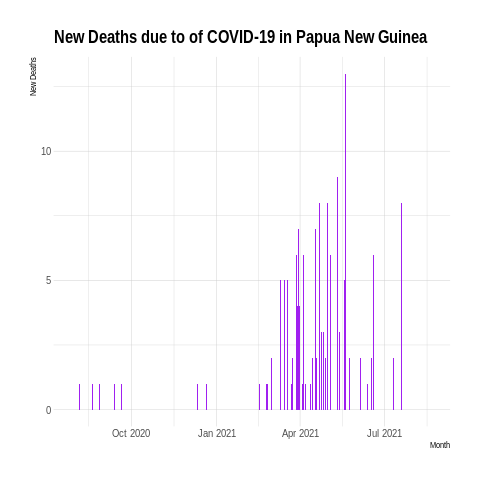 New Deaths due to of COVID-19 in Papua New Guinea
New Deaths
10
5
0
Oct 2020 Jan 2021 Apr 2021 Jul 2021
Month